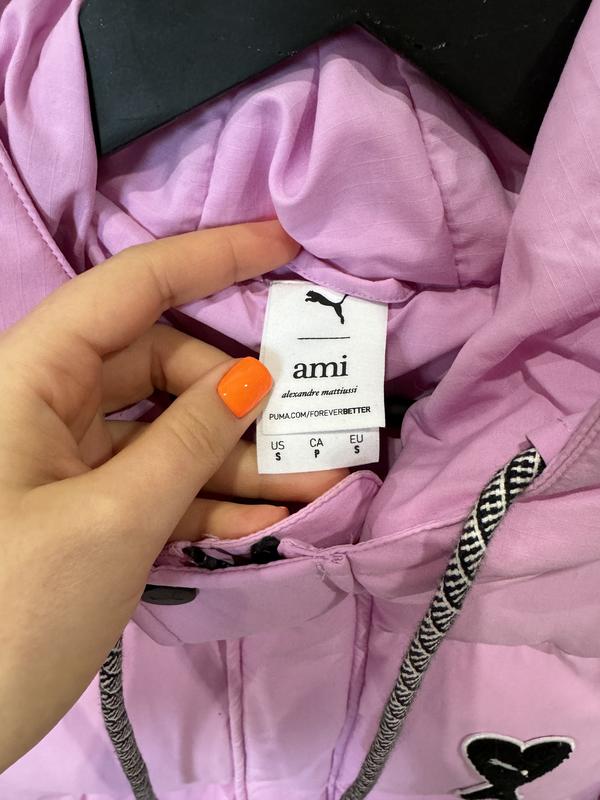 ami
alexandre mattiussi
PUMA.COM/FOREVERBETTER
US CA EU
S P S